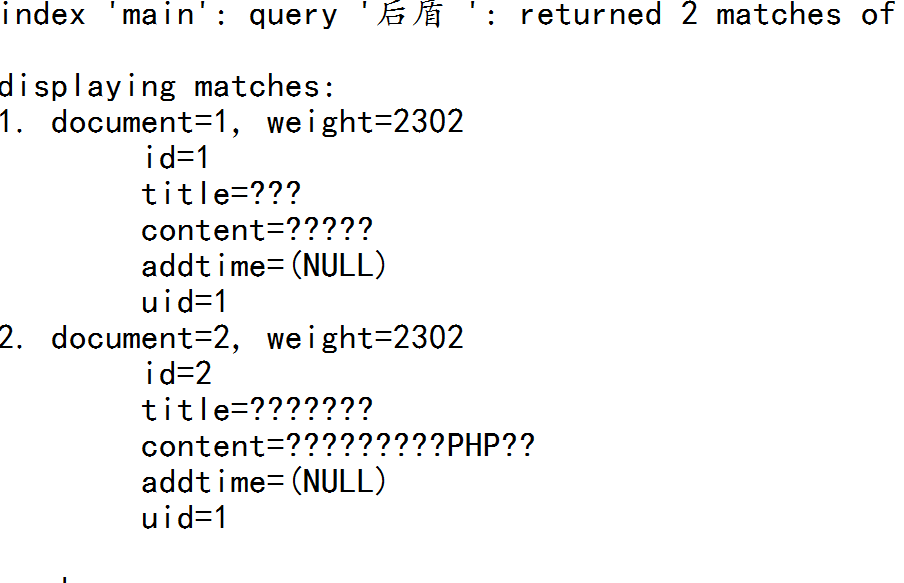 index 'main': query '后盾 ': returned 2 matches of
displaying matches:
1. document=1, weight=2302
id=1
title=???
content=?????
addtime=(NULL)
uid=1
2. document=2, weight=2302
id=2
title=???????
content=?????????PHP??
addtime=(NULL)
uid=1